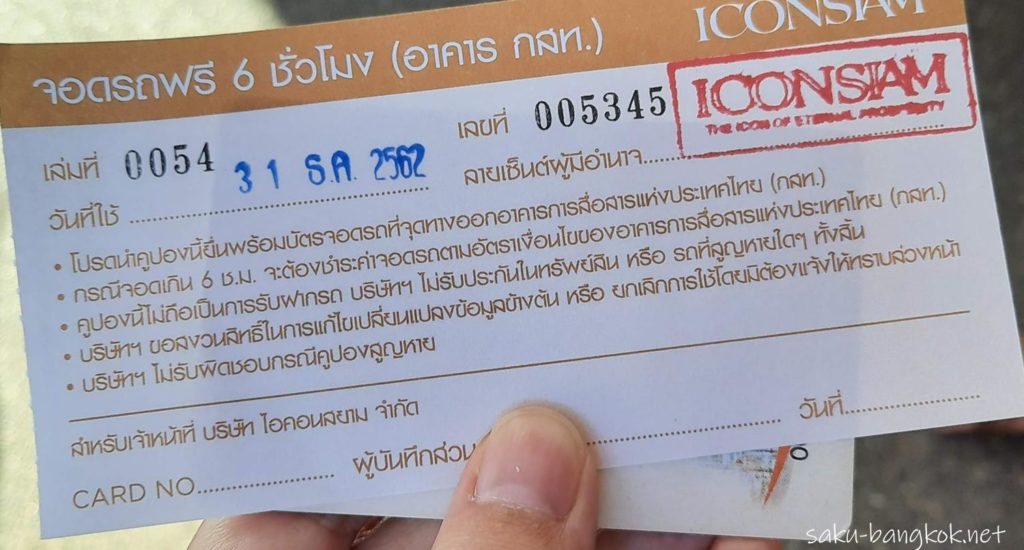 ICONSIAM
จอดรถฟรี 6 ชั่วโมง (อาคาร กสท.)
เล่มที่ 0054 เลขที่ 005345
ICONSIAM
THE ICON OF ETERNAL PROSPERITY
31 ธ.ค. 2562
วันที่ใช้ ลายเซ็นต์ผู้มีอำนาจ
• โปรดนำคูปองนี้ยื่นพร้อมบัตรจอดรถที่จุดทางออกอาคารการสื่อสารแห่งประเทศไทย (กสท.)
• กรณีจอดเกิน 6 ช.ม. จะต้องชำระค่าจอดรถตามอัตราเงื่อนไขของอาคารการสื่อสารแห่งประเทศไทย (กสท.)
• คูปองนี้ไม่ถือเป็นการรับฝากรถ บริษัทฯ ไม่รับประกันในทรัพย์สิน หรือ รถที่สูญหายใดๆ ทั้งสิ้น
• บริษัทฯ ขอสงวนสิทธิ์ในการแก้ไขเปลี่ยนแปลงข้อมูลข้างต้น หรือ ยกเลิกการใช้โดยมิต้องแจ้งให้ทราบล่วงหน้า
• บริษัทฯ ไม่รับผิดชอบกรณีคูปองสูญหาย
สำหรับเจ้าหน้าที่ บริษัท ไอคอนสยาม จำกัด
CARD NO. ผู้บันทึกส่วน วันที่
saku-bangkok.net